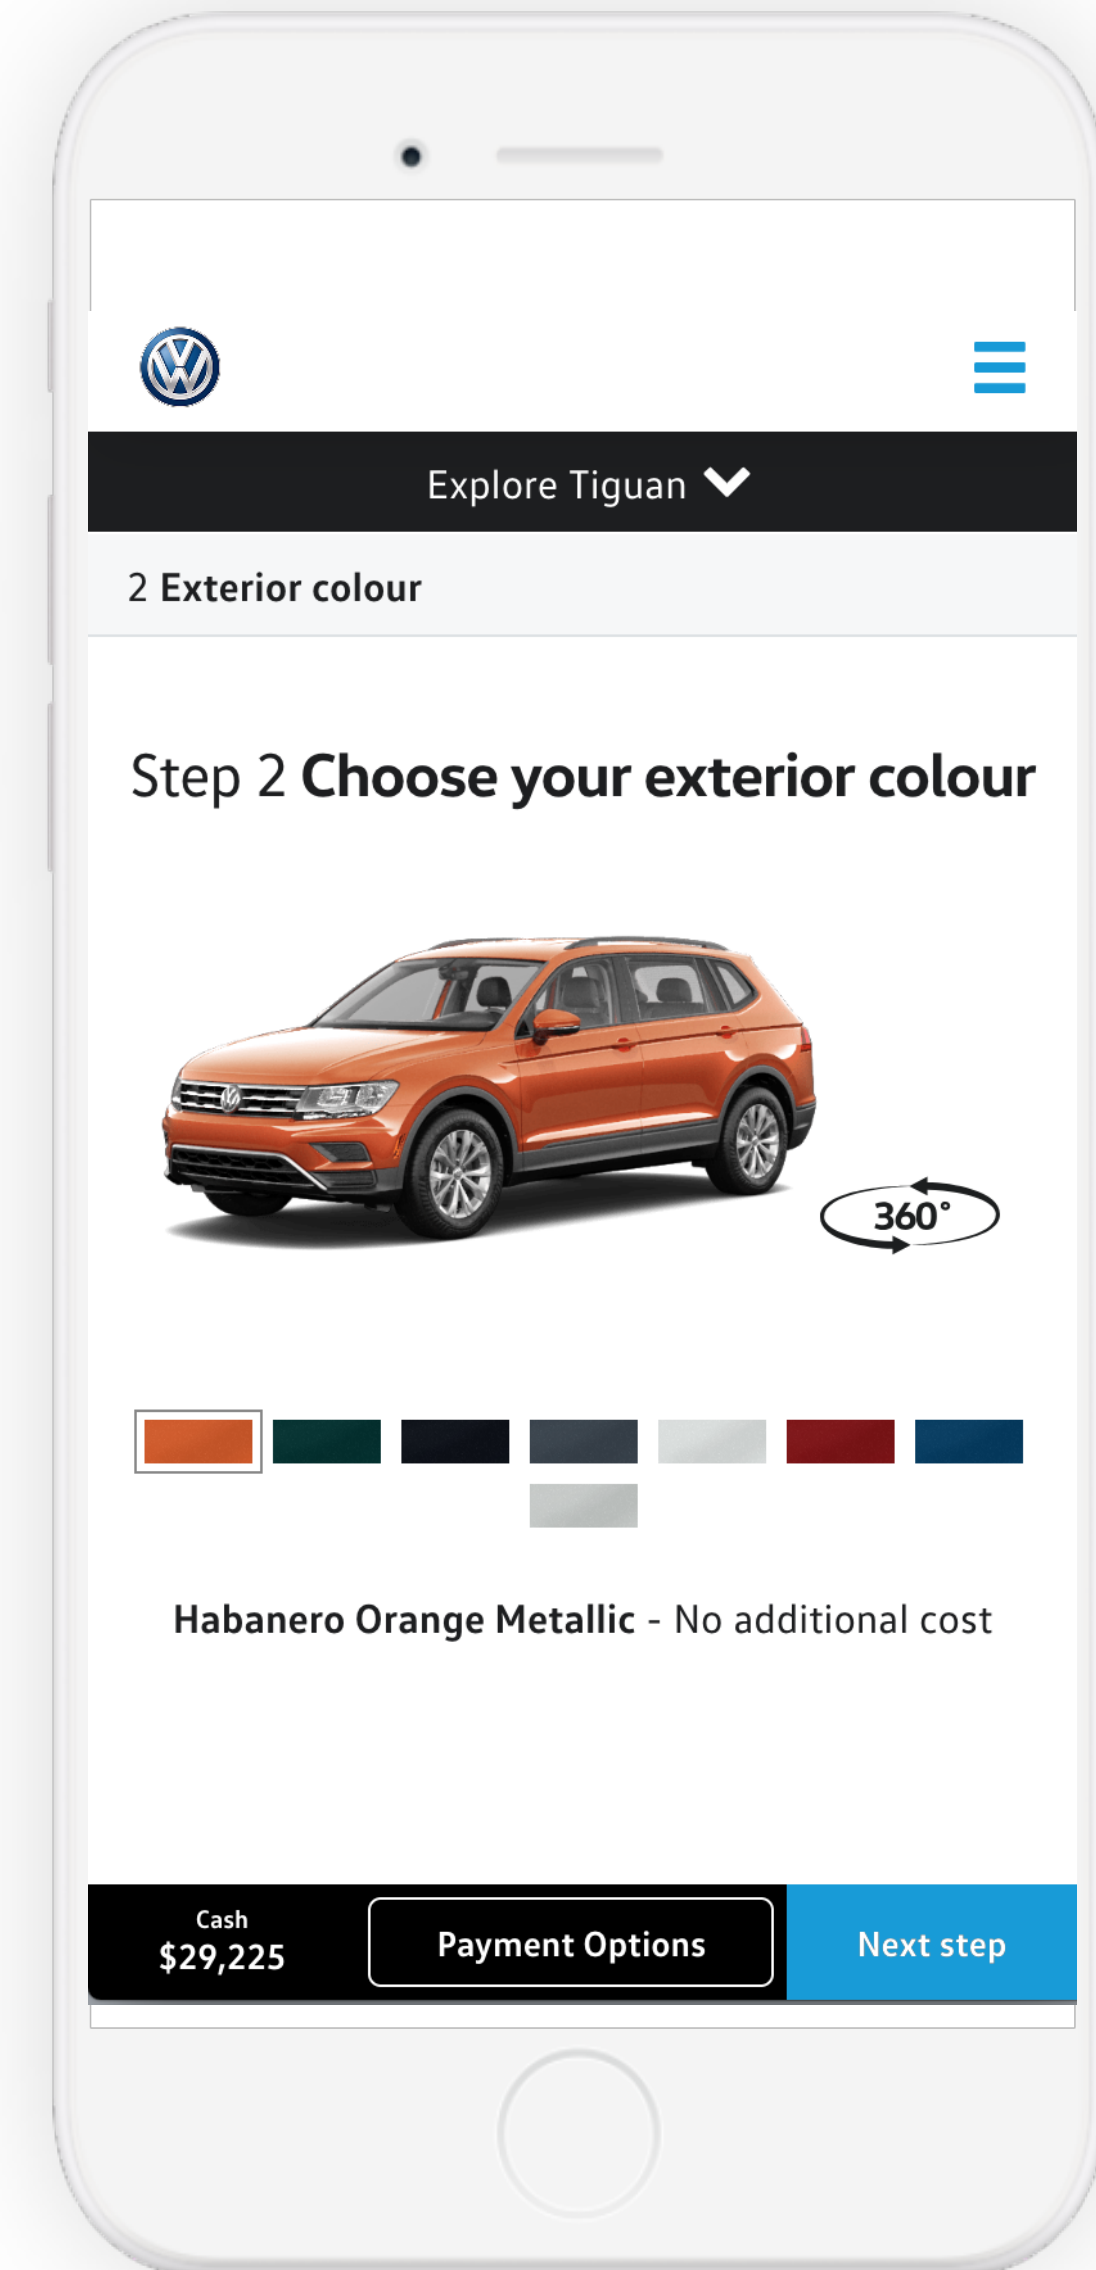 Explore Tiguan
2 Exterior colour
Step 2 Choose your exterior colour
360°
Habanero Orange Metallic - No additional cost
Cash
$29,225
Payment Options
Next step